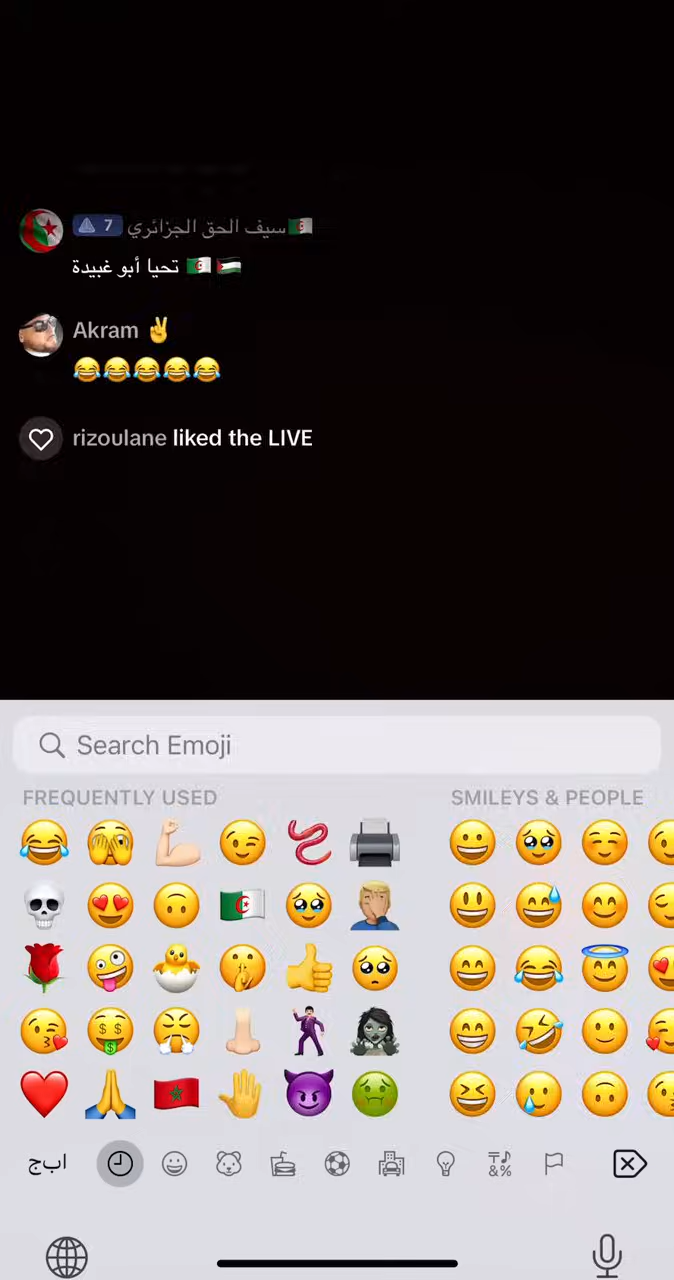 7 سيف الحق الجزائري🇩🇿
تحيا أبو غبيدة 🇩🇿 🇵🇸
Akram ✌️
😂😂😂😂😂
rizoulane liked the LIVE
Search Emoji
FREQUENTLY USED
SMILEYS & PEOPLE
ابج